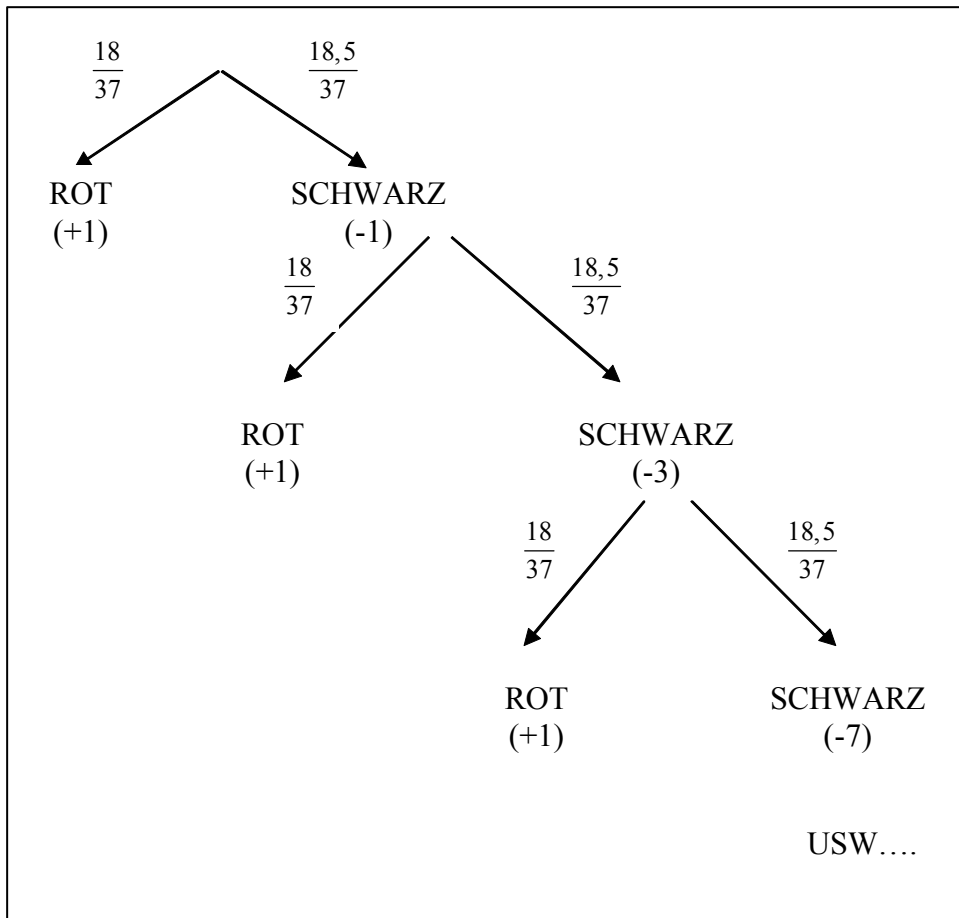 18/37 18,5/37
ROT SCHWARZ
(+1) (-1)
18/37 18,5/37
ROT SCHWARZ
(+1) (-3)
18/37 18,5/37
ROT SCHWARZ
(+1) (-7)
USW....